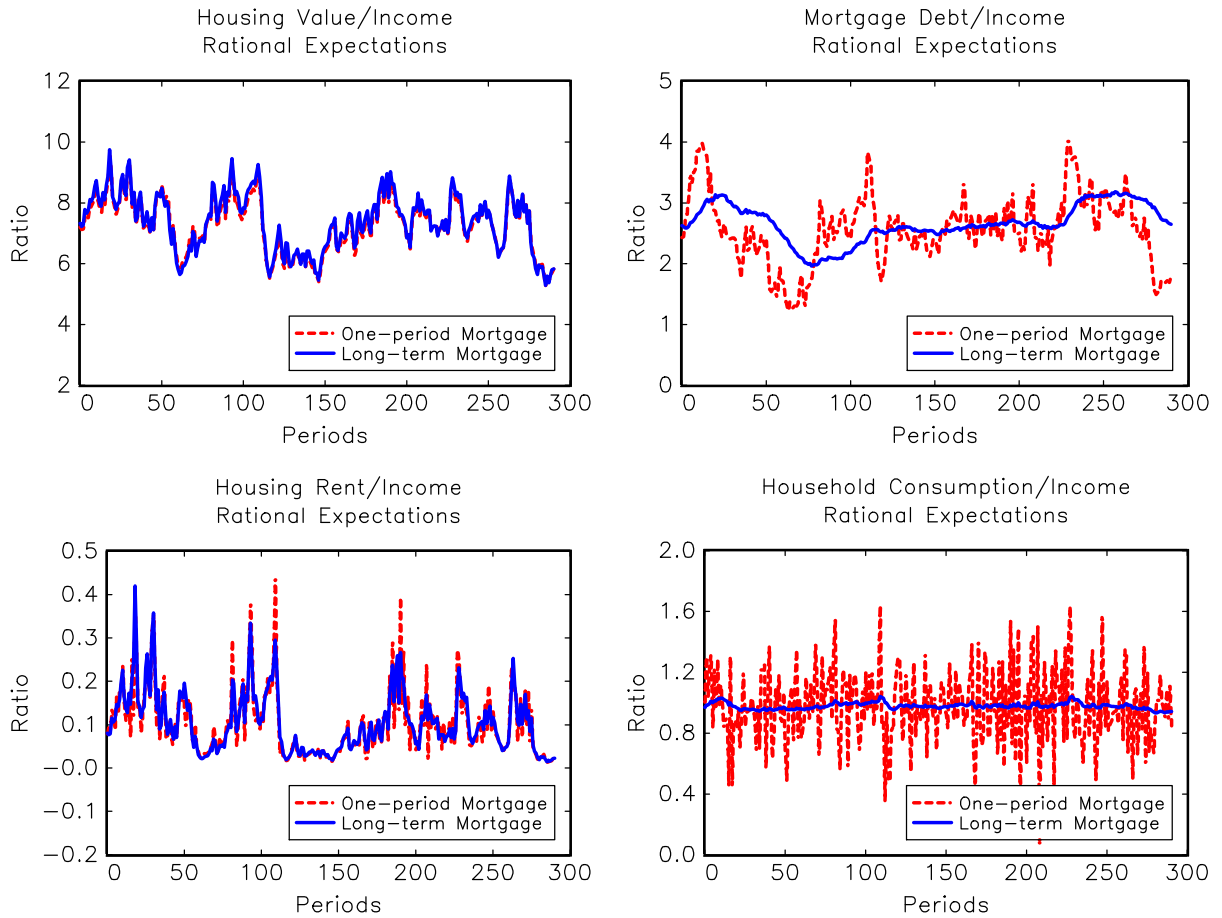 Housing Value/Income
Rational Expectations
12
10
8
6
4
2
Ratio
One-period Mortgage
Long-term Mortgage
0 50 100 150 200 250 300
Periods
Mortgage Debt/Income
Rational Expectations
5
4
3
2
1
0
Ratio
One-period Mortgage
Long-term Mortgage
0 50 100 150 200 250 300
Periods
Housing Rent/Income
Rational Expectations
0.5
0.4
0.3
0.2
0.1
-0.0
-0.1
-0.2
Ratio
One-period Mortgage
Long-term Mortgage
0 50 100 150 200 250 300
Periods
Household Consumption/Income
Rational Expectations
2.0
1.6
1.2
0.8
0.4
0.0
Ratio
One-period Mortgage
Long-term Mortgage
0 50 100 150 200 250 300
Periods